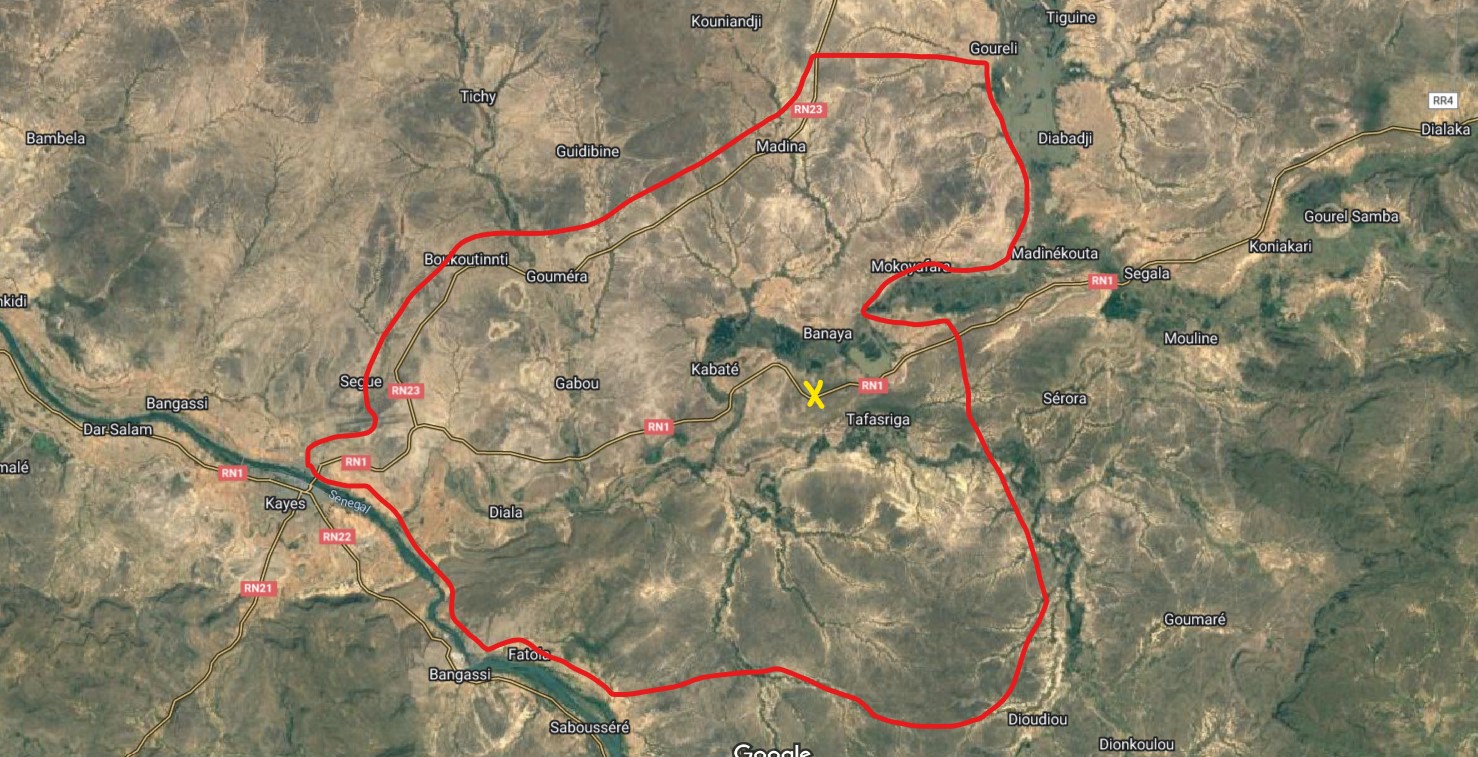 Kouniandji
Tiguine
Goureli
Tichy
RR4
RN23
Dialaka
Bambela
Diabadji
Madina
Guidibine
Gourel Samba
Koniakari
Madinékouta
Boukoutinnti
Mokoyafara
Segala
Gouméra
RN1
nkidi
Banaya
Mouline
Kabaté
Segue
Gabou
RN1
RN23
Sérora
Bangassi
Tafasriga
RN1
Dar Salam
RN1
malé
RN1
Kayes
Senegal
Diala
RN22
RN21
Goumaré
Fatola
Bangassi
Dioudiou
Sabousséré
Dionkoulou
Google